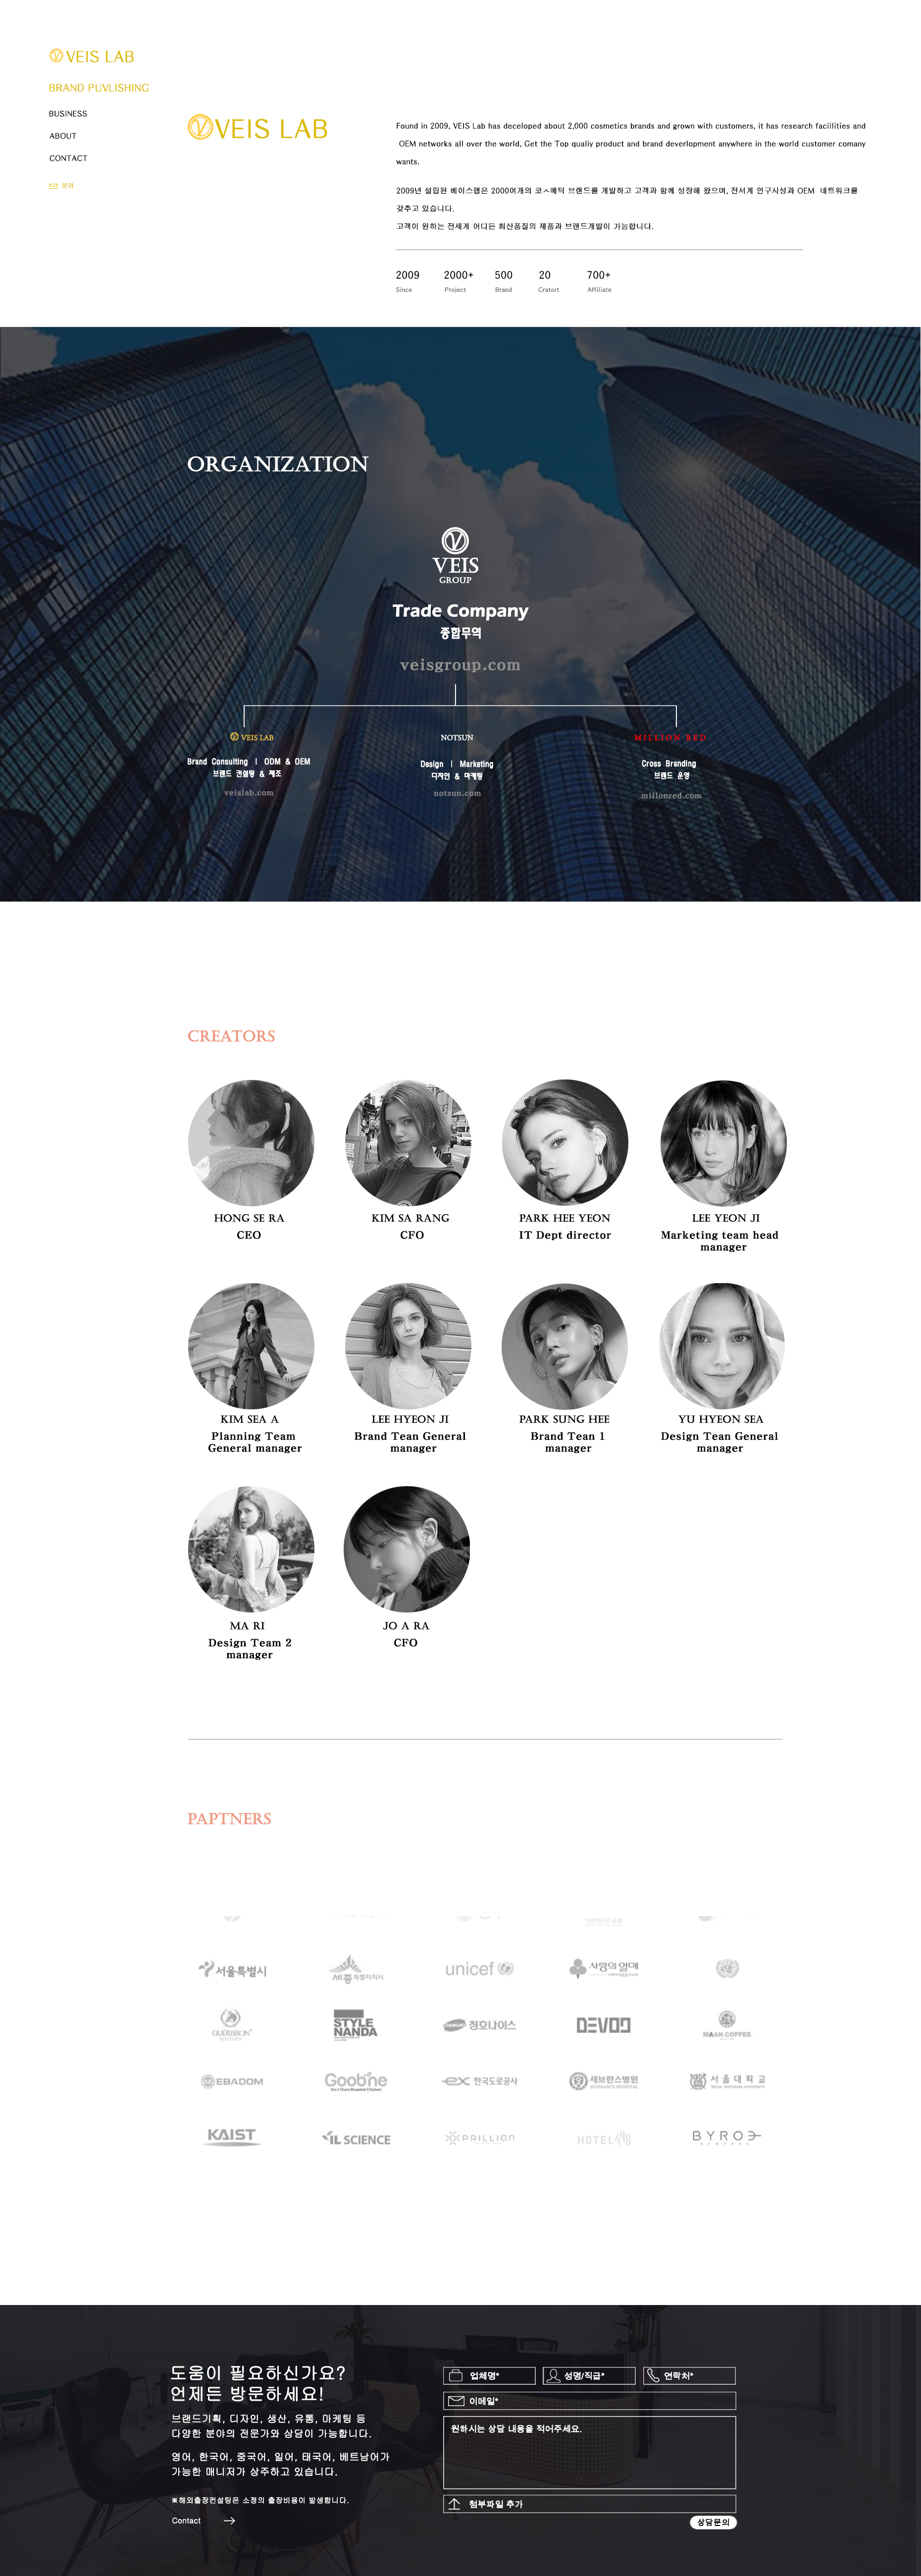 VEIS LAB
BRAND PUVLISHING
BUSINESS
ABOUT
CONTACT
문의
VEIS LAB
Found in 2009, VEIS Lab has deceloped about 2,000 cosmetics brands and grown with customers, it has research facillities and
OEM networks all over the world, Get the Top qualiy product and brand deverlopment anywhere in the world customer comany
wants.
2009년 설립된 베이스랩은 2000여개의 코스메틱 브랜드를 개발하고 고객과 함께 성장해 왔으며, 전서계 연구시성과 OEM 네트워크를
갖추고 있습니다.
고객이 원하는 전세게 어디든 최산품질의 제품과 브랜드개발이 가능합니다.
2009 2000+ 500 20 700+
Since Project Brand Cratort Affiliate
ORGANIZATION
VEIS
GROUP
Trade Company
종합무역
veisgroup.com
VEIS LAB NOTSUN MILLION RED
Brand Consulting | ODM & OEM Design | Marketing Cross Branding
브랜드 컨설팅 & 제조 디자인 & 마케팅 브랜드 운영
veislab.com notsun.com millonred.com
CREATORS
HONG SE RA KIM SA RANG PARK HEE YEON LEE YEON JI
CEO CFO IT Dept director Marketing team head
manager
KIM SEA A LEE HYEON JI PARK SUNG HEE YU HYEON SEA
Planning Team Brand Tean General Brand Tean 1 Design Tean General
General manager manager manager manager
MA RI JO A RA
Design Team 2 CFO
manager
PAPTNERS
서울특별시 세종특별자치시 unicef 사랑의열매
GUERISSON STYLE NANDA 청호나이스 DEVOD MAAN COFFEE
EBADOM Goobne 한국도로공사 세브란스병원 서울대학교
SEVERANCE HOSPITAL
KAIST IL SCIENCE PRILLION HOTEL BYROE
도움이 필요하신가요?
언제든 방문하세요!
브랜드기획, 디자인, 생산, 유통, 마케팅 등
다양한 분야의 전문가와 상담이 가능합니다.
영어, 한국어, 중국어, 일어, 태국어, 베트남어가
가능한 매니저가 상주하고 있습니다.
※해외출장컨설팅은 소정의 출장비용이 발생합니다.
Contact →
업체명* 성명/직급* 연락처*
이메일*
원하시는 상담 내용을 적어주세요.
첨부파일 추가
상담문의